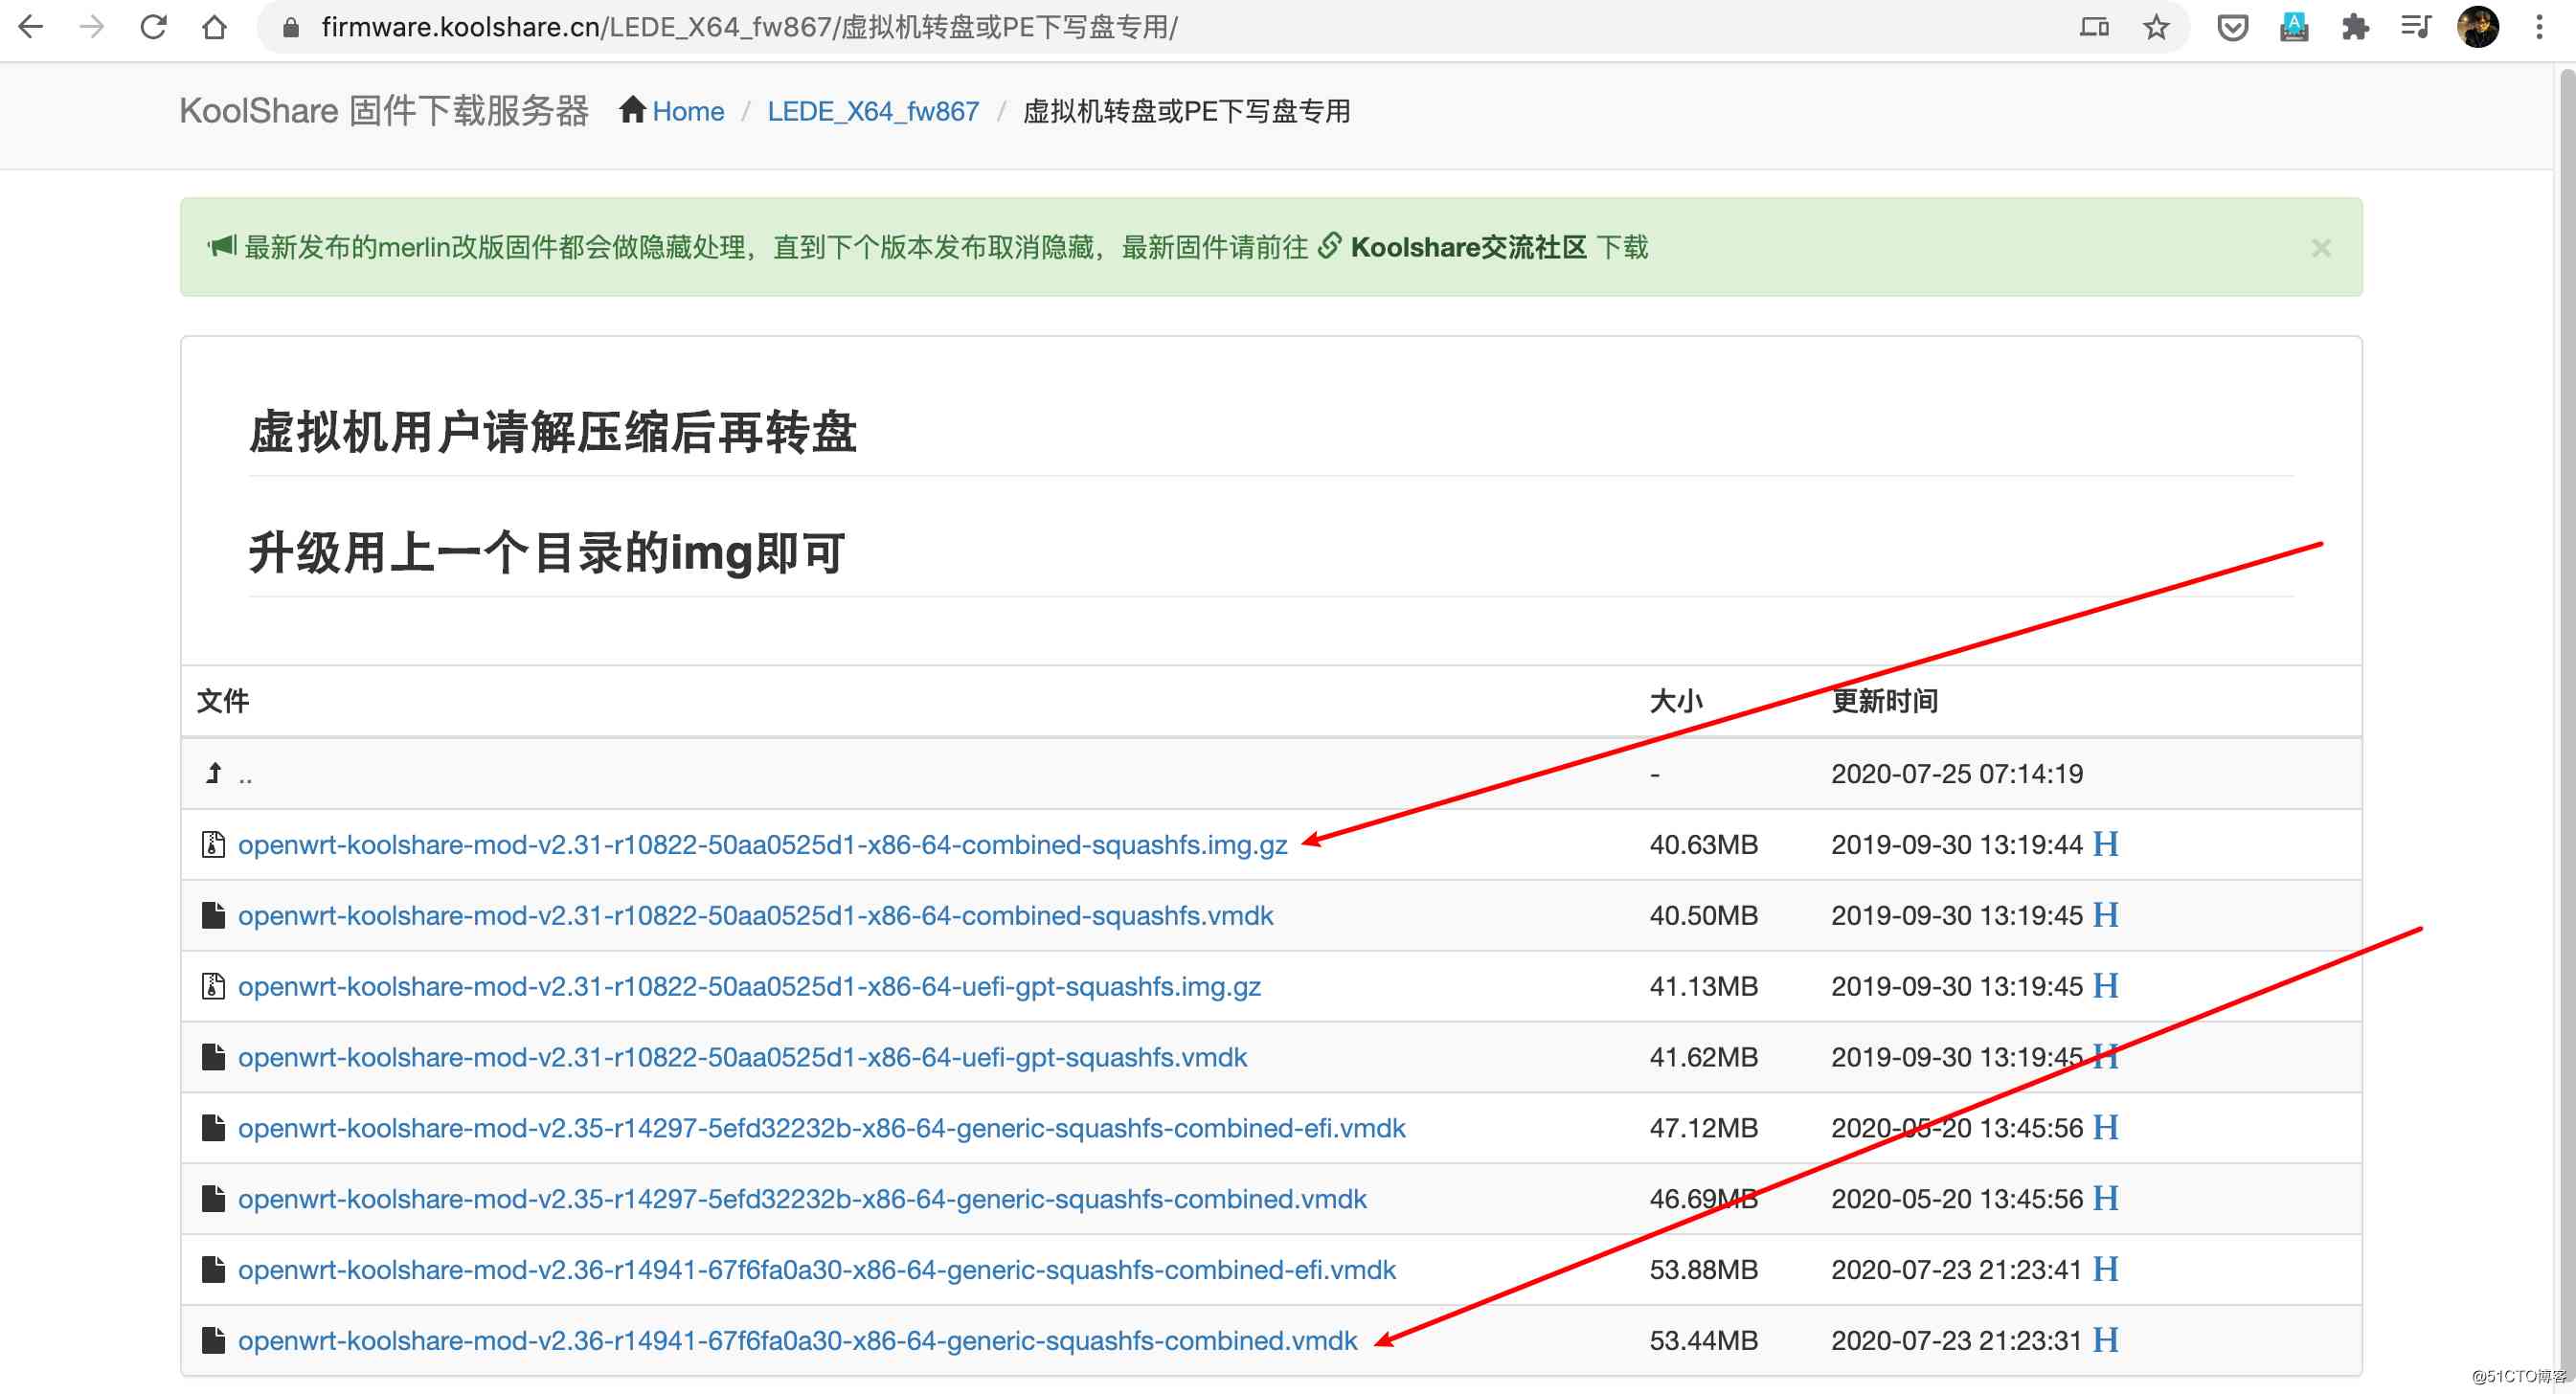 firmware.koolshare.cn/LEDE_X64_fw867/虚拟机转盘或PE下写盘专用/
KoolShare 固件下载服务器 Home / LEDE_X64_fw867 / 虚拟机转盘或PE下写盘专用
最新发布的merlin改版固件都会做隐藏处理，直到下个版本发布取消隐藏，最新固件请前往 Koolshare交流社区 下载 ×
虚拟机用户请解压缩后再转盘
升级用上一个目录的img即可
文件 大小 更新时间
.. - 2020-07-25 07:14:19
openwrt-koolshare-mod-v2.31-r10822-50aa0525d1-x86-64-combined-squashfs.img.gz 40.63MB 2019-09-30 13:19:44 H
openwrt-koolshare-mod-v2.31-r10822-50aa0525d1-x86-64-combined-squashfs.vmdk 40.50MB 2019-09-30 13:19:45 H
openwrt-koolshare-mod-v2.31-r10822-50aa0525d1-x86-64-uefi-gpt-squashfs.img.gz 41.13MB 2019-09-30 13:19:45 H
openwrt-koolshare-mod-v2.31-r10822-50aa0525d1-x86-64-uefi-gpt-squashfs.vmdk 41.62MB 2019-09-30 13:19:45 H
openwrt-koolshare-mod-v2.35-r14297-5efd32232b-x86-64-generic-squashfs-combined-efi.vmdk 47.12MB 2020-05-20 13:45:56 H
openwrt-koolshare-mod-v2.35-r14297-5efd32232b-x86-64-generic-squashfs-combined.vmdk 46.69MB 2020-05-20 13:45:56 H
openwrt-koolshare-mod-v2.36-r14941-67f6fa0a30-x86-64-generic-squashfs-combined-efi.vmdk 53.88MB 2020-07-23 21:23:41 H
openwrt-koolshare-mod-v2.36-r14941-67f6fa0a30-x86-64-generic-squashfs-combined.vmdk 53.44MB 2020-07-23 21:23:31 H
@51CTO博客